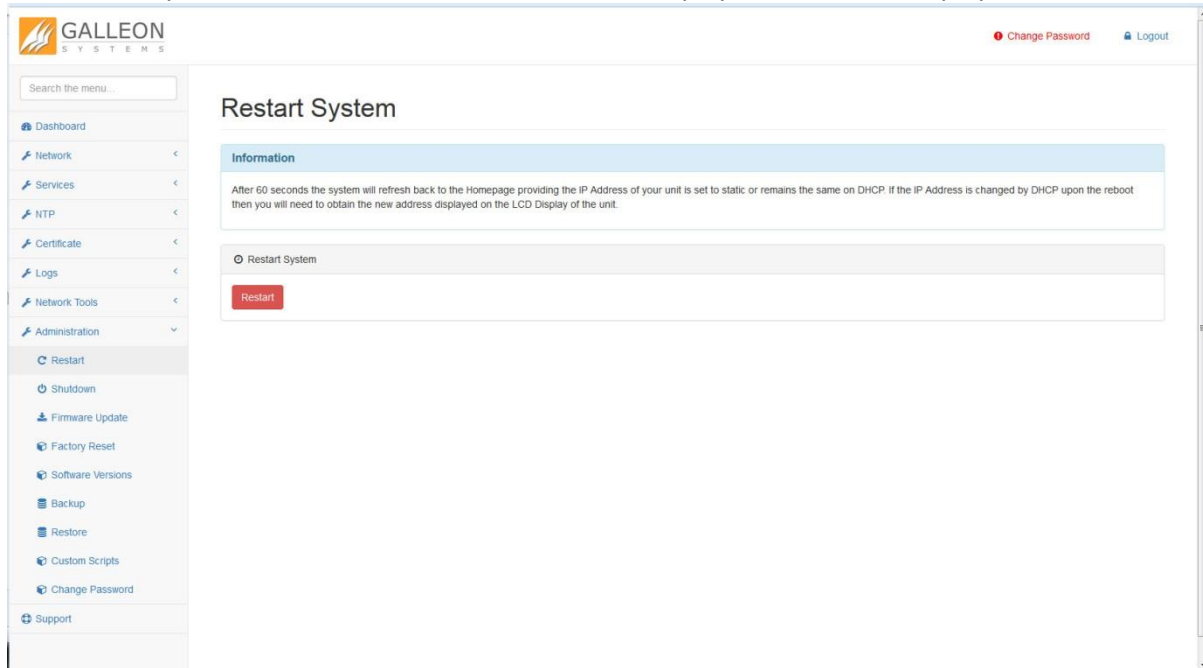 GALLEON
SYSTEMS
Change Password
Logout
Search the menu...
Dashboard
Network
Services
NTP
Certificate
Logs
Network Tools
Administration
Restart
Shutdown
Firmware Update
Factory Reset
Software Versions
Backup
Restore
Custom Scripts
Change Password
Support
Restart System
Information
After 60 seconds the system will refresh back to the Homepage providing the IP Address of your unit is set to static or remains the same on DHCP. If the IP Address is changed by DHCP upon the reboot
then you will need to obtain the new address displayed on the LCD Display of the unit.
Restart System
Restart